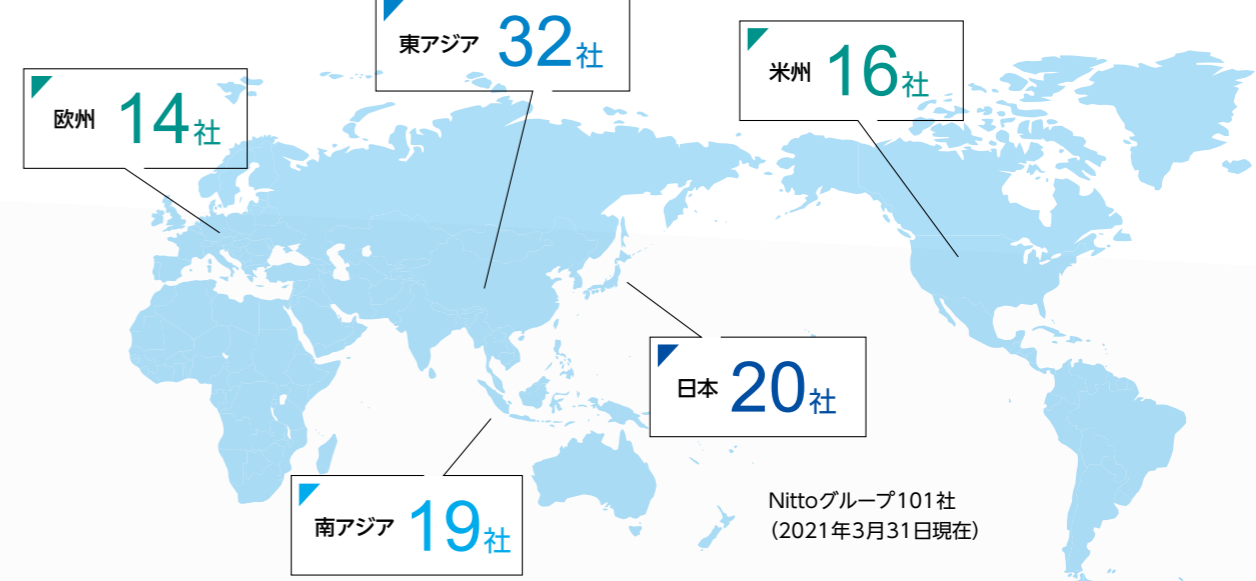 東アジア 32社
米州 16社
欧州 14社
日本 20社
南アジア 19社
Nittoグループ101社
（2021年3月31日現在）